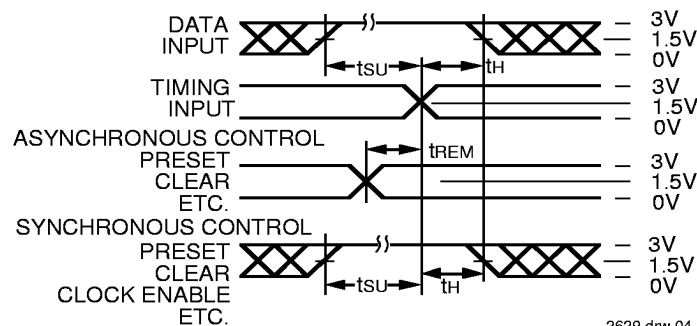 DATA
INPUT
3V
1.5V
0V
tSU
tH
TIMING
INPUT
3V
1.5V
0V
ASYNCHRONOUS CONTROL
PRESET
CLEAR
ETC.
tREM
3V
1.5V
0V
SYNCHRONOUS CONTROL
PRESET
CLEAR
CLOCK ENABLE
ETC.
tSU
tH
3V
1.5V
0V
2629 drw 04